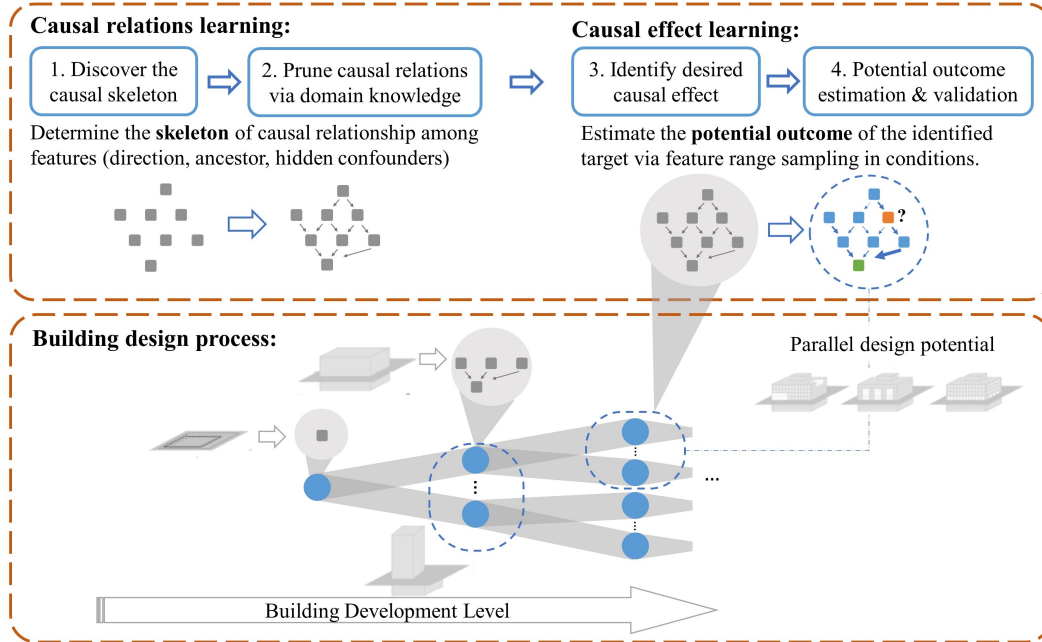 Causal relations learning:
1. Discover the
causal skeleton
2. Prune causal relations
via domain knowledge
Determine the skeleton of causal relationship among
features (direction, ancestor, hidden confounders)
Causal effect learning:
3. Identify desired
causal effect
4. Potential outcome
estimation & validation
Estimate the potential outcome of the identified
target via feature range sampling in conditions.
?
Building design process:
Parallel design potential
...
Building Development Level